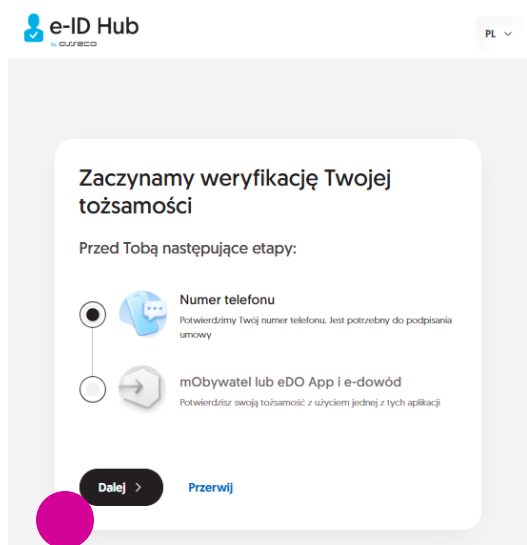 e-ID Hub
by asseco
PL
Zaczynamy weryfikację Twojej
tożsamości
Przed Tobą następujące etapy:
Numer telefonu
Potwierdzimy Twój numer telefonu. Jest potrzebny do podpisania
umowy
mObywatel lub eDO App i e-dowód
Potwierdzisz swoją tożsamość z użyciem jednej z tych aplikacji
Dalej
Przerwij